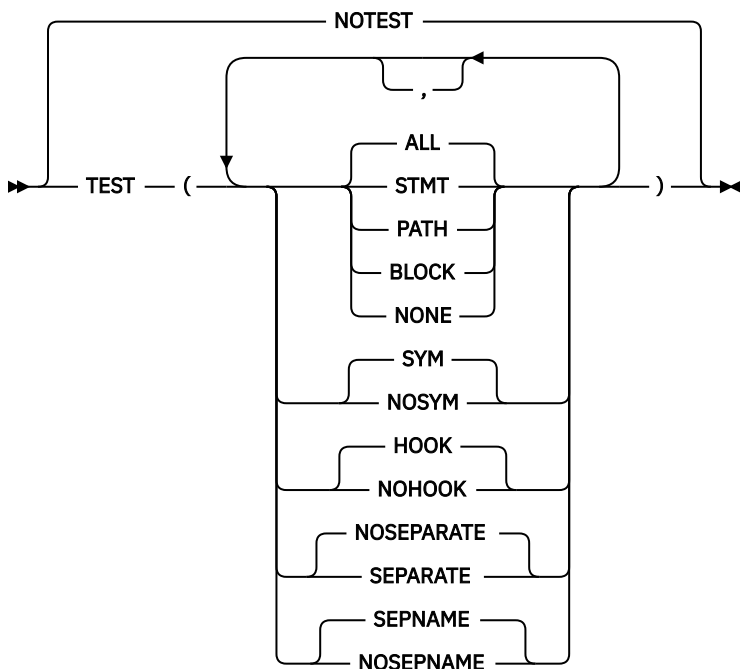 NOTEST
,
ALL
TEST ( STMT )
PATH
BLOCK
NONE
SYM
NOSYM
HOOK
NOHOOK
NOSEPARATE
SEPARATE
SEPNAME
NOSEPNAME